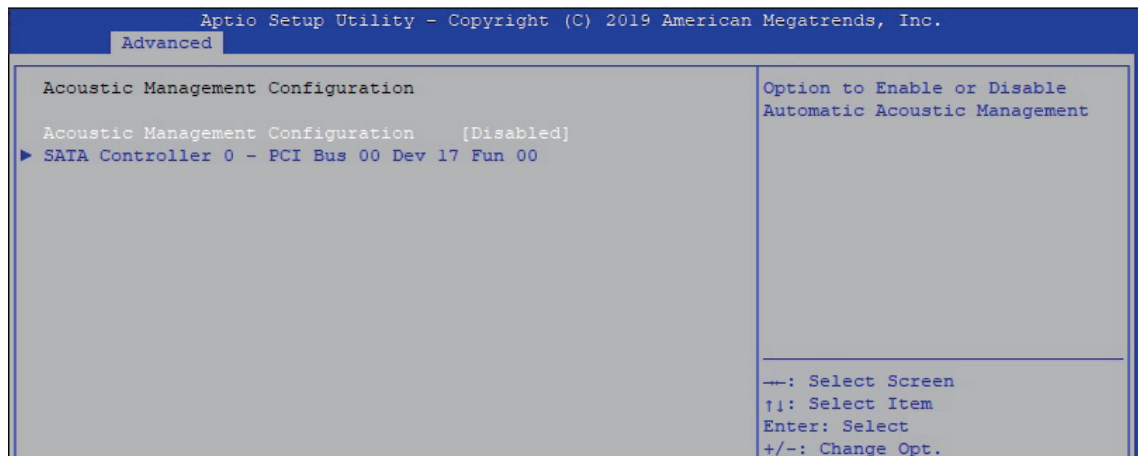 Aptio Setup Utility – Copyright (C) 2019 American Megatrends, Inc.
Advanced
Acoustic Management Configuration
Acoustic Management Configuration [Disabled]
► SATA Controller 0 – PCI Bus 00 Dev 17 Fun 00
Option to Enable or Disable
Automatic Acoustic Management
→←: Select Screen
↑↓: Select Item
Enter: Select
+/-: Change Opt.